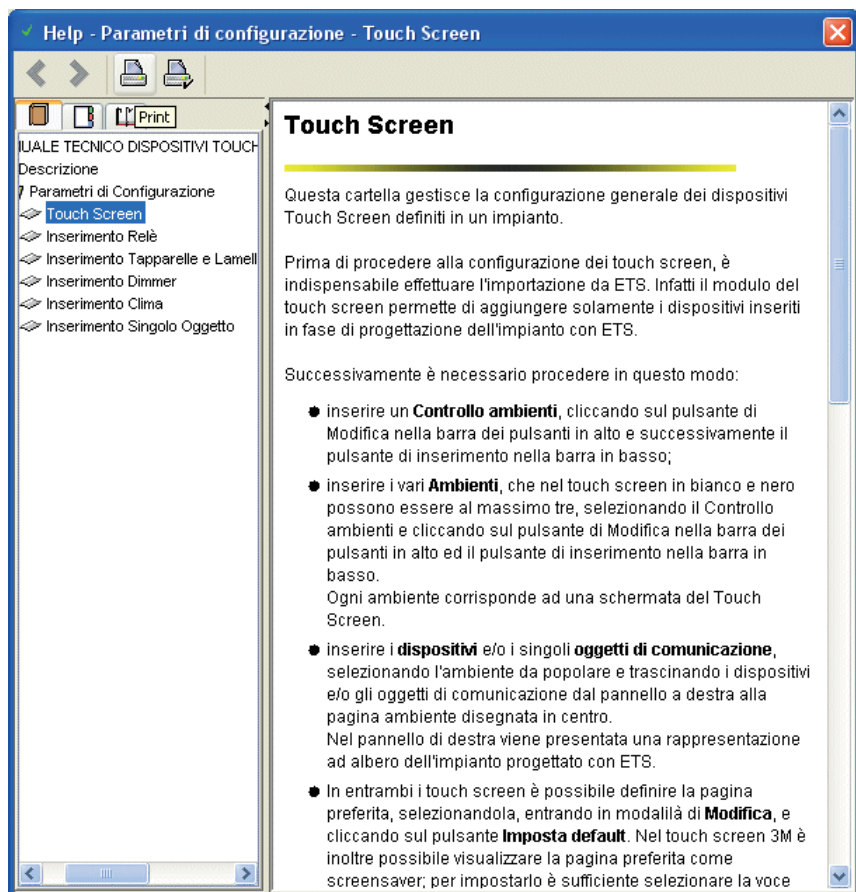 Help - Parametri di configurazione - Touch Screen
Print
IUALE TECNICO DISPOSITIVI TOUCH
Descrizione
Parametri di Configurazione
Touch Screen
Inserimento Relè
Inserimento Tapparelle e Lamell
Inserimento Dimmer
Inserimento Clima
Inserimento Singolo Oggetto
Touch Screen
Questa cartella gestisce la configurazione generale dei dispositivi
Touch Screen definiti in un impianto.
Prima di procedere alla configurazione dei touch screen, è
indispensabile effettuare l'importazione da ETS. Infatti il modulo del
touch screen permette di aggiungere solamente i dispositivi inseriti
in fase di progettazione dell'impianto con ETS.
Successivamente è necessario procedere in questo modo:
inserire un Controllo ambienti, cliccando sul pulsante di
Modifica nella barra dei pulsanti in alto e successivamente il
pulsante di inserimento nella barra in basso;
inserire i vari Ambienti, che nel touch screen in bianco e nero
possono essere al massimo tre, selezionando il Controllo
ambienti e cliccando sul pulsante di Modifica nella barra dei
pulsanti in alto ed il pulsante di inserimento nella barra in
basso.
Ogni ambiente corrisponde ad una schermata del Touch
Screen.
inserire i dispositivi e/o i singoli oggetti di comunicazione,
selezionando l'ambiente da popolare e trascinando i dispositivi
e/o gli oggetti di comunicazione dal pannello a destra alla
pagina ambiente disegnata in centro.
Nel pannello di destra viene presentata una rappresentazione
ad albero dell'impianto progettato con ETS.
In entrambi i touch screen è possibile definire la pagina
preferita, selezionandola, entrando in modalilà di Modifica, e
cliccando sul pulsante Imposta default. Nel touch screen 3M è
inoltre possibile visualizzare la pagina preferita come
screensaver; per impostarlo è sufficiente selezionare la voce